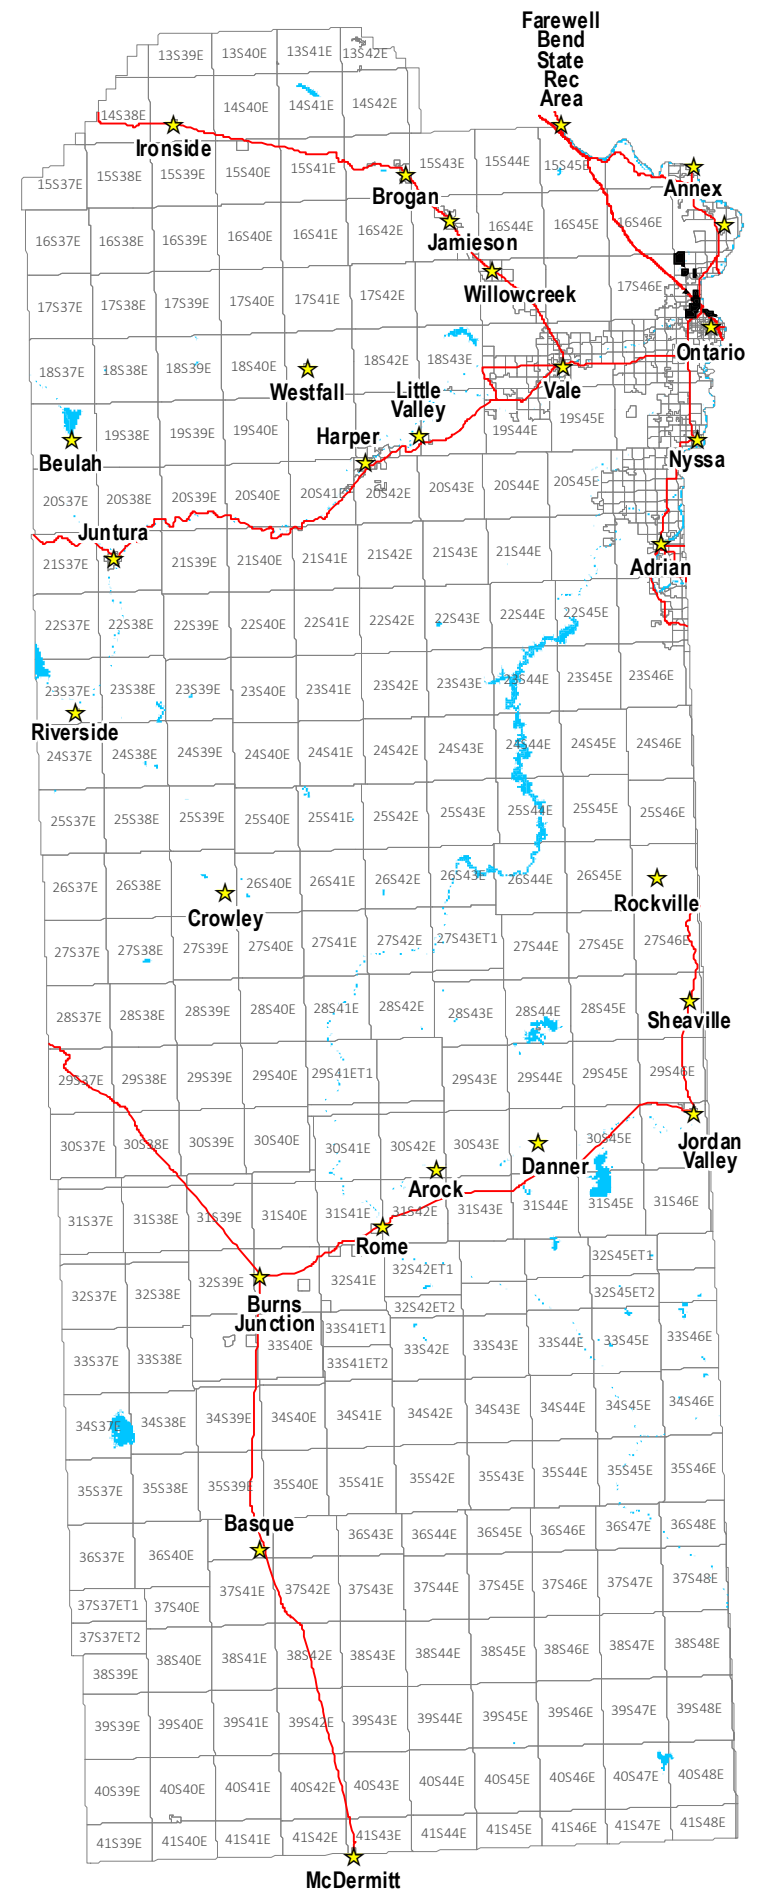 Farewell
Bend
State
Rec
Area
13S39E 13S40E 13S41E 13S42E
14S38E 14S40E 14S41E 14S42E
Ironside
15S37E 15S38E 15S39E 15S40E 15S41E 15S43E 15S44E 15S45E
Annex
Brogan
16S37E 16S38E 16S39E 16S40E 16S41E 16S42E 16S44E 16S45E 16S46E
Jamieson
Willowcreek
17S37E 17S38E 17S39E 17S40E 17S41E 17S42E 17S46E
Ontario
18S37E 18S38E 18S39E 18S40E 18S42E 18S43E
Westfall
Little
Valley
Vale
19S38E 19S39E 19S40E 19S44E 19S45E
Harper
Beulah
Nyssa
20S37E 20S38E 20S39E 20S40E 20S41E 20S42E 20S43E 20S44E 20S45E
Juntura
21S37E 21S39E 21S40E 21S41E 21S42E 21S43E 21S44E
Adrian
22S37E 22S38E 22S39E 22S40E 22S41E 22S42E 22S43E 22S44E 22S45E
23S37E 23S38E 23S39E 23S40E 23S41E 23S42E 23S43E 23S44E 23S45E 23S46E
Riverside
24S37E 24S38E 24S39E 24S40E 24S41E 24S42E 24S43E 24S44E 24S45E 24S46E
25S37E 25S38E 25S39E 25S40E 25S41E 25S42E 25S43E 25S44E 25S45E 25S46E
26S37E 26S38E 26S40E 26S41E 26S42E 26S43E 26S44E 26S45E
Crowley
Rockville
27S37E 27S38E 27S39E 27S40E 27S41E 27S42E 27S43ET1 27S44E 27S45E 27S46E
28S37E 28S38E 28S39E 28S40E 28S41E 28S42E 28S43E 28S44E 28S45E
Sheaville
29S37E 29S38E 29S39E 29S40E 29S41ET1 29S43E 29S44E 29S45E 29S46E
30S37E 30S38E 30S39E 30S40E 30S41E 30S42E 30S43E 30S45E
Jordan
Valley
Danner
Arock
31S37E 31S38E 31S39E 31S40E 31S41E 31S42E 31S43E 31S44E 31S45E 31S46E
Rome
32S37E 32S38E 32S39E 32S41E 32S42ET1 32S45ET1
32S42ET2 32S45ET2
Burns
Junction
33S41ET1
33S37E 33S38E 33S40E 33S42E 33S43E 33S44E 33S45E 33S46E
33S41ET2
34S37E 34S38E 34S39E 34S40E 34S41E 34S42E 34S43E 34S44E 34S45E 34S46E
35S37E 35S38E 35S39E 35S40E 35S41E 35S42E 35S43E 35S44E 35S45E 35S46E
Basque
36S37E 36S40E 36S43E 36S44E 36S45E 36S46E 36S47E 36S48E
37S37ET1 37S40E 37S41E 37S42E 37S43E 37S44E 37S45E 37S46E 37S47E 37S48E
37S37ET2
38S39E 38S40E 38S41E 38S42E 38S43E 38S44E 38S45E 38S46E 38S47E 38S48E
39S39E 39S40E 39S41E 39S42E 39S43E 39S44E 39S45E 39S46E 39S47E 39S48E
40S39E 40S40E 40S41E 40S42E 40S43E 40S44E 40S45E 40S46E 40S47E 40S48E
41S39E 41S40E 41S41E 41S42E 41S43E 41S44E 41S45E 41S46E 41S47E 41S48E
McDermitt